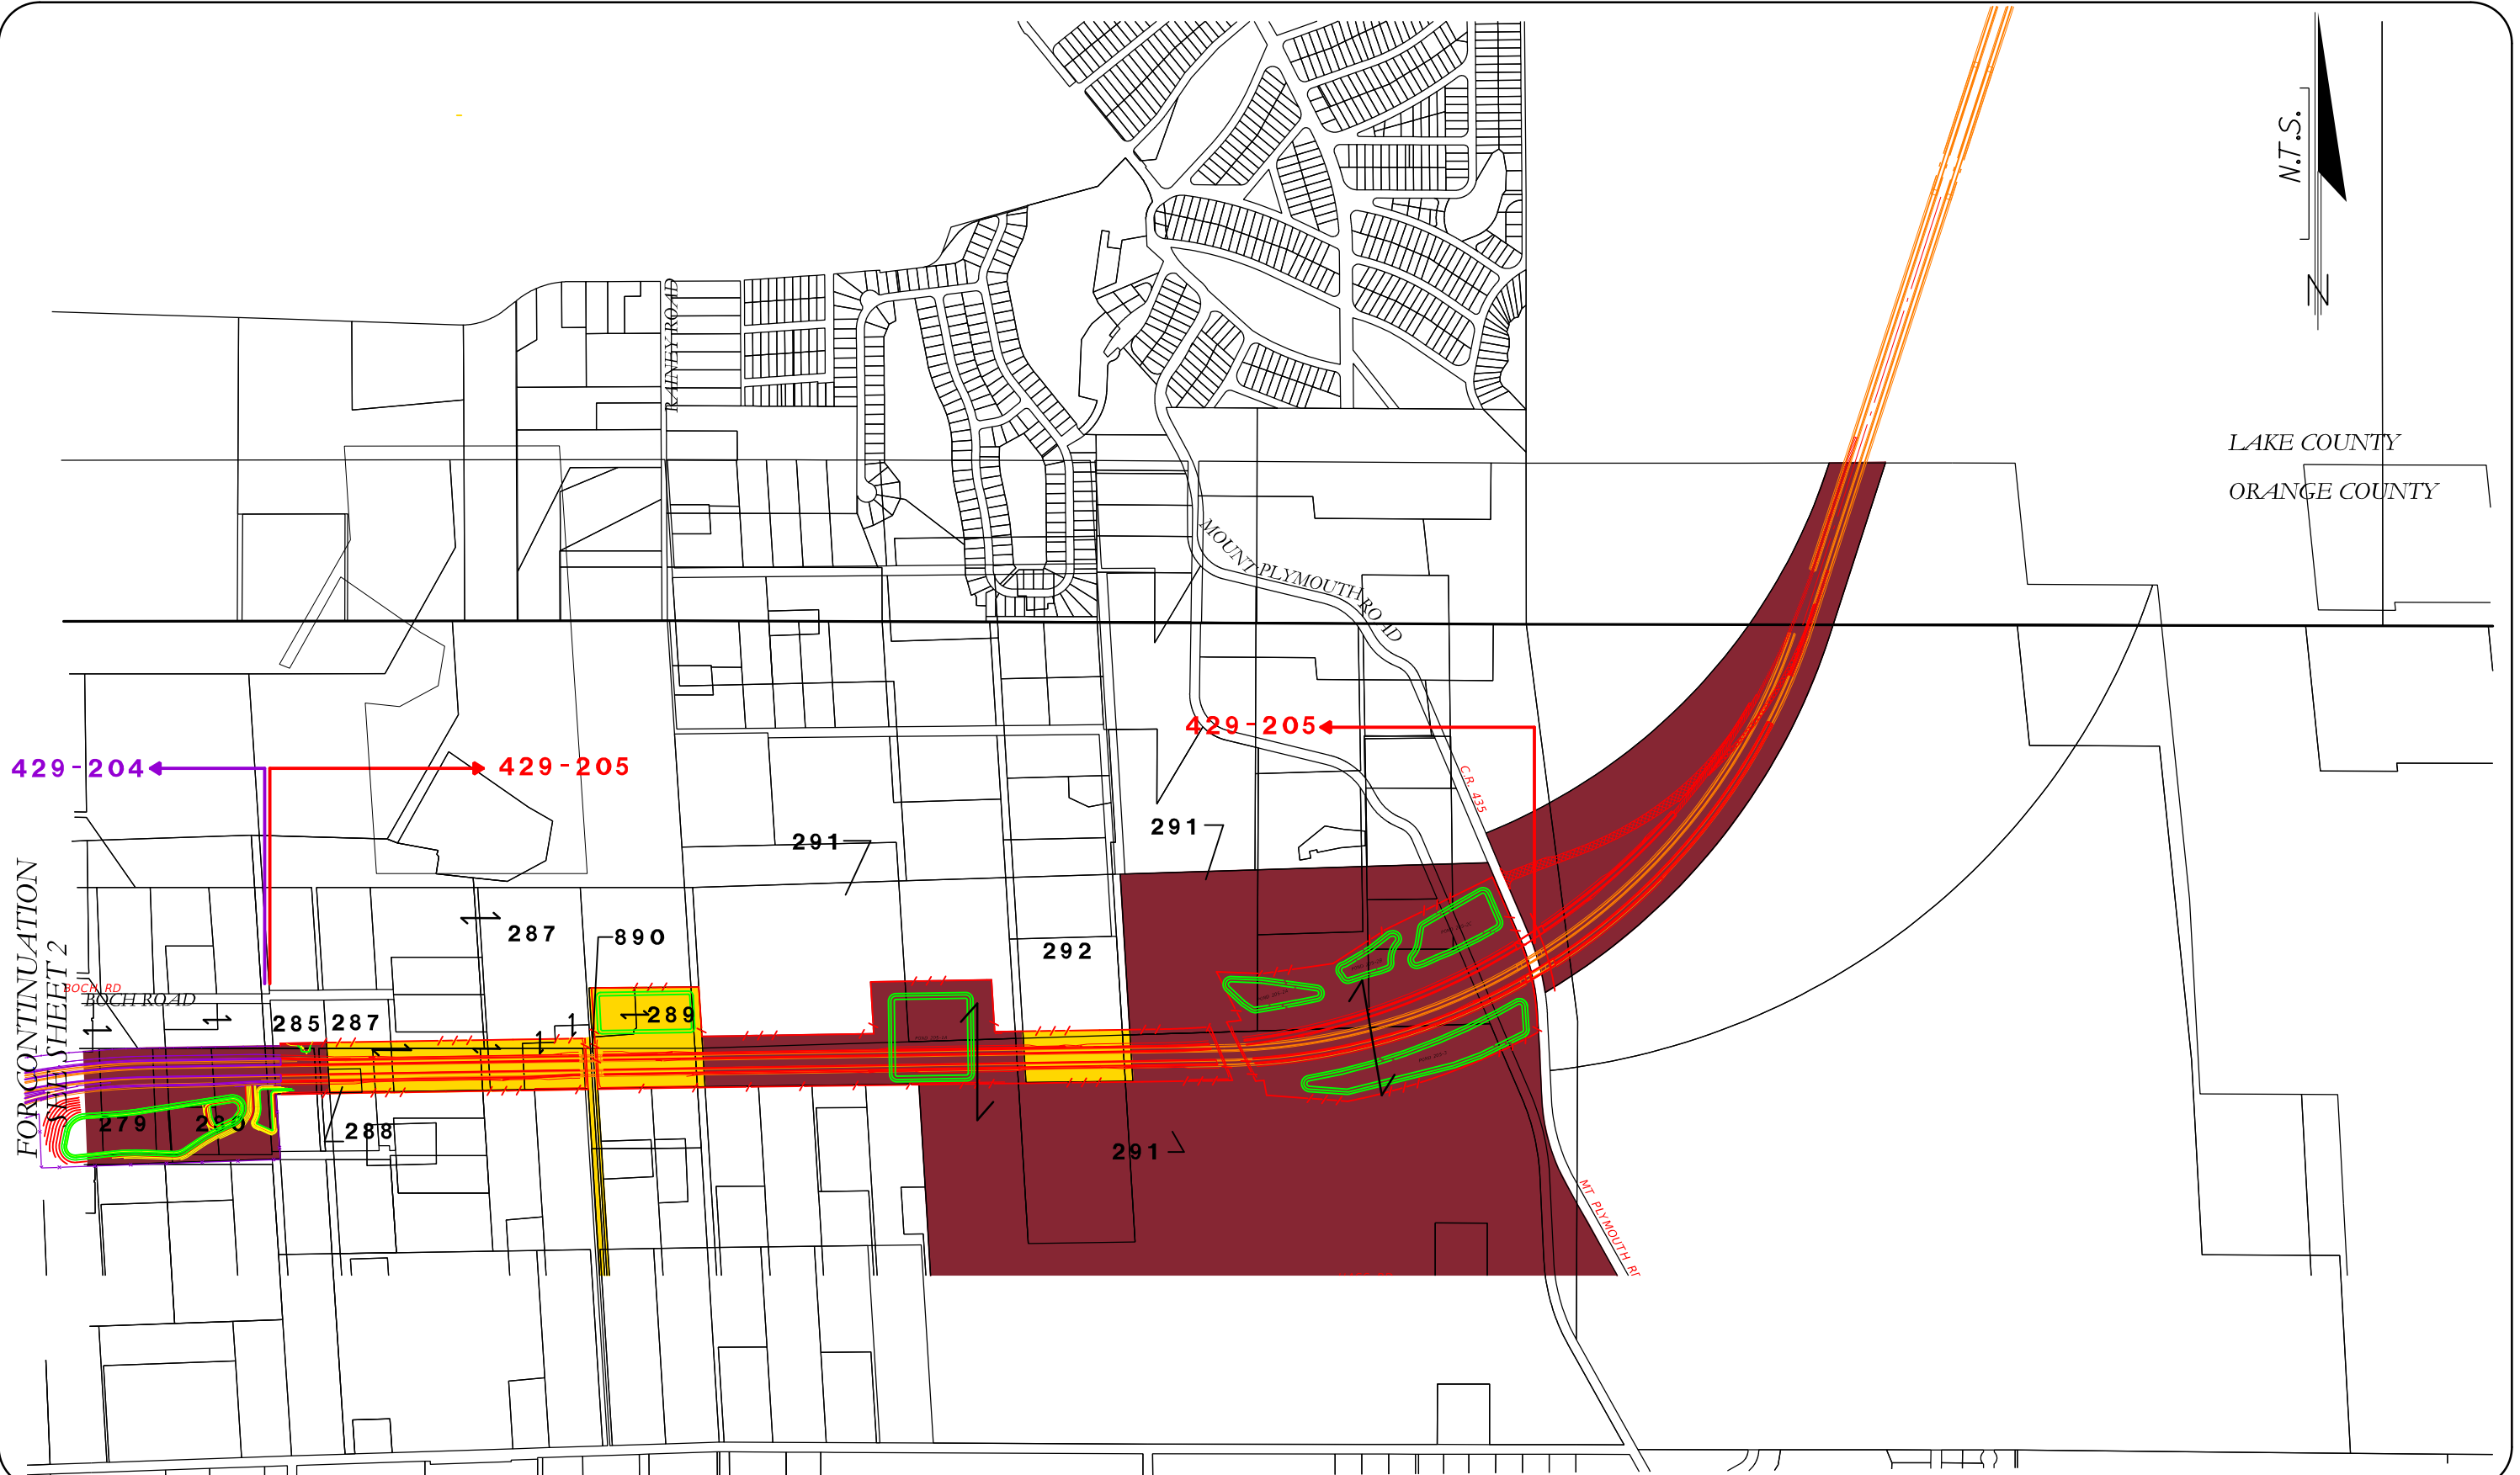 N.T.S.
N
RAINEY ROAD
LAKE COUNTY
ORANGE COUNTY
MOUNT PLYMOUTH ROAD
429-205
429-204
429-205
C.R. 435
291
291
287
890
292
FOR CONTINUATION
SEE SHEET 2
BOCH RD
BOCH ROAD
285
287
289
279
280
288
291
MT PLYMOUTH RD